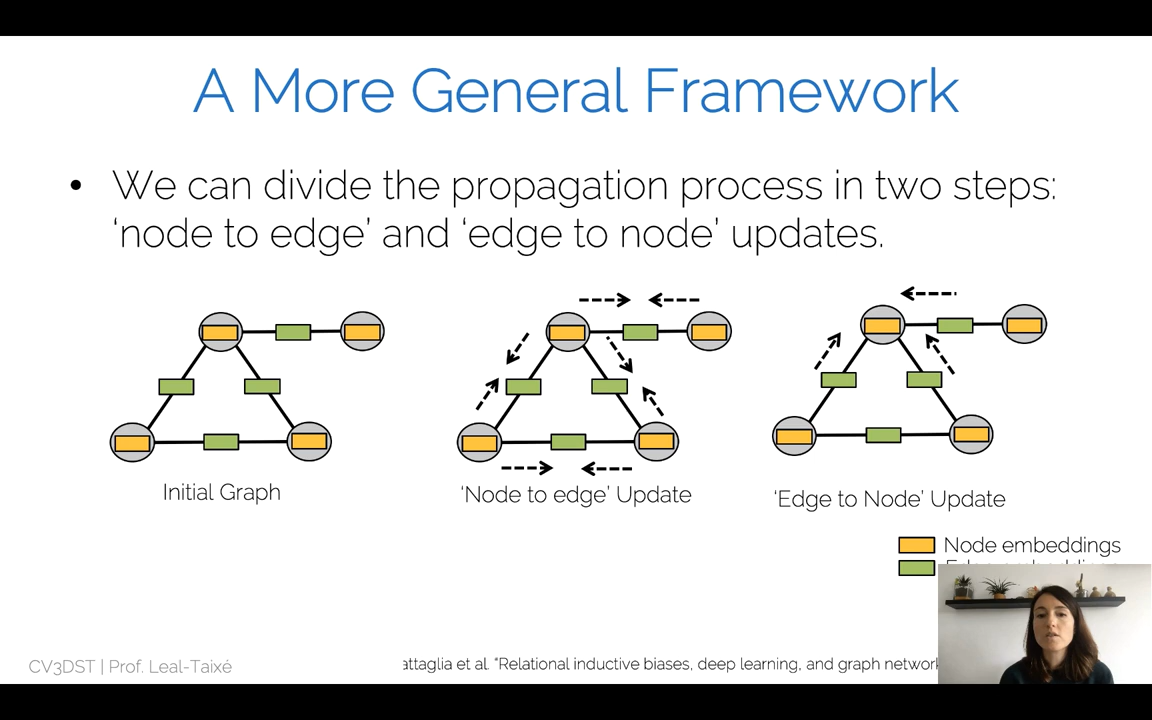 A More General Framework
• We can divide the propagation process in two steps:
‘node to edge’ and ‘edge to node’ updates.
Initial Graph
‘Node to edge’ Update
‘Edge to Node’ Update
Node embeddings
CV3DST | Prof. Leal-Taixé
attaglia et al. “Relational inductive biases, deep learning, and graph network